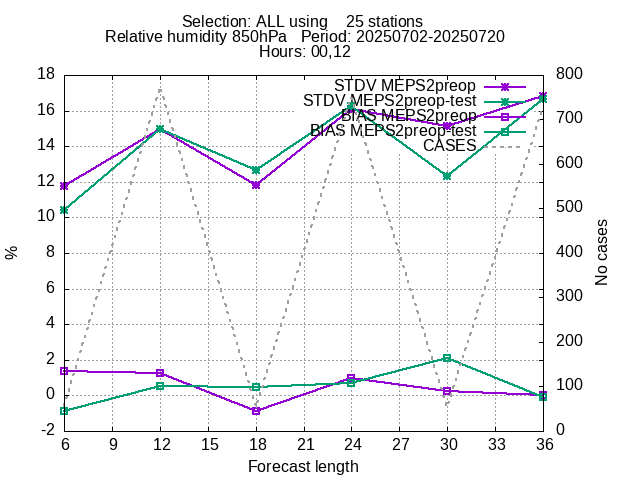 Selection: ALL using 25 stations
Relative humidity 850hPa Period: 20250702-20250720
Hours: 00,12
STDV MEPS2preop
STDV MEPS2preop-test
BIAS MEPS2preop
BIAS MEPS2preop-test
CASES
18
16
14
12
10
8
6
4
2
0
-2
%
800
700
600
500
400
300
200
100
0
No cases
6 9 12 15 18 21 24 27 30 33 36
Forecast length